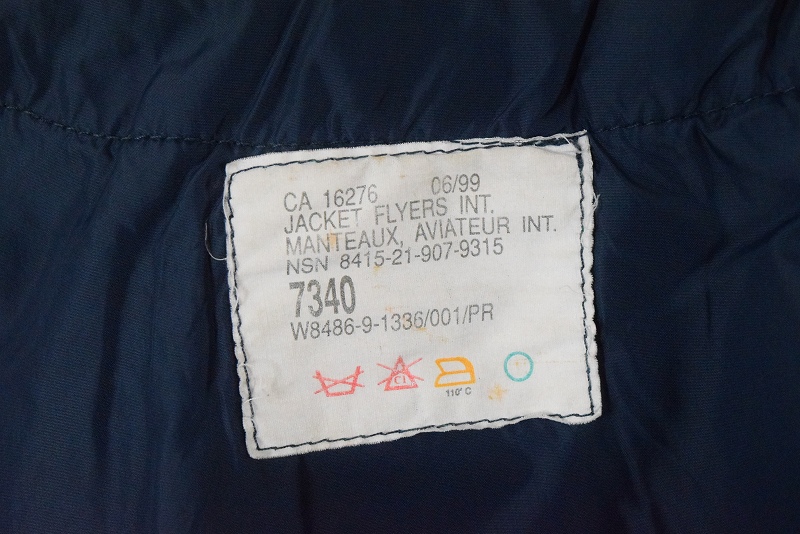 CA 16276 06/99
JACKET FLYERS INT.
MANTEAUX, AVIATEUR INT.
NSN 8415-21-907-9315
7340
W8486-9-1336/001/PR
Cl
110° C